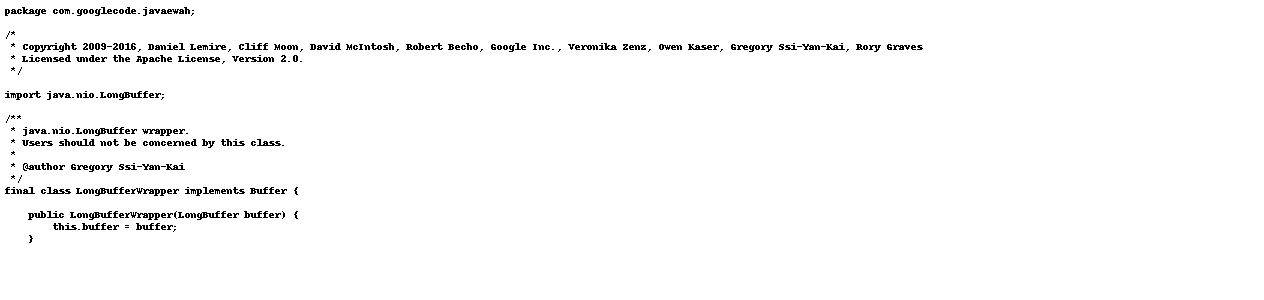 package com.googlecode.javaewah;

/*
 * Copyright 2009-2016, Daniel Lemire, Cliff Moon, David McIntosh, Robert Becho, Google Inc., Veronika Zenz, Owen Kaser, Gregory Ssi-Yan-Kai, Rory Graves
 * Licensed under the Apache License, Version 2.0.
 */

import java.nio.LongBuffer;

/**
 * java.nio.LongBuffer wrapper.
 * Users should not be concerned by this class.
 *
 * @author Gregory Ssi-Yan-Kai
 */
final class LongBufferWrapper implements Buffer {

    public LongBufferWrapper(LongBuffer buffer) {
        this.buffer = buffer;
    }